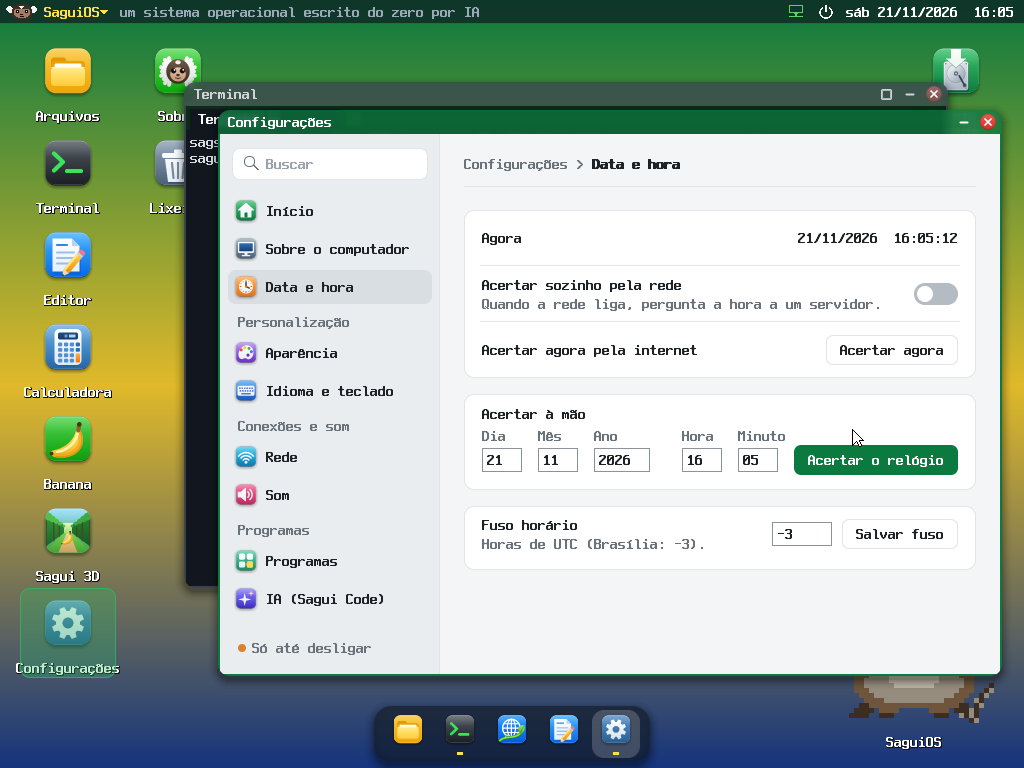 SaguiOS um sistema operacional escrito do zero por IA sáb 21/11/2026 16:05
Arquivos
Terminal
Editor
Calculadora
Banana
Sagui 3D
Configurações
Terminal
Configurações
Buscar
Início
Sobre o computador
Data e hora
Personalização
Aparência
Idioma e teclado
Conexões e som
Rede
Som
Programas
Programas
IA (Sagui Code)
Só até desligar
Configurações > Data e hora
Agora 21/11/2026 16:05:12
Acertar sozinho pela rede
Quando a rede liga, pergunta a hora a um servidor.
Acertar agora pela internet Acertar agora
Acertar à mão
Dia Mês Ano Hora Minuto
21 11 2026 16 05 Acertar o relógio
Fuso horário
Horas de UTC (Brasília: -3).
-3 Salvar fuso
SaguiOS